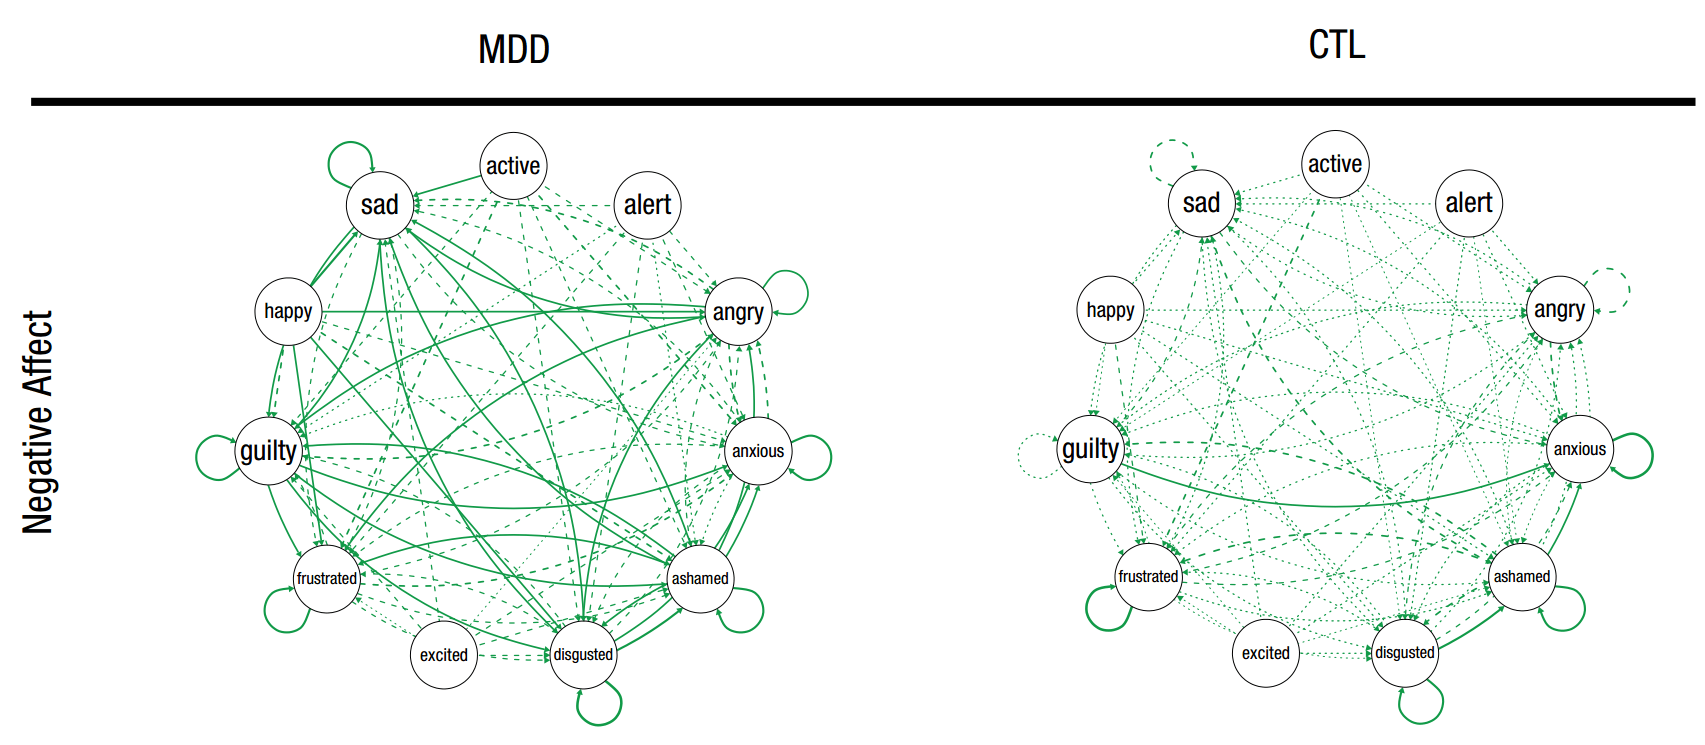 MDD
CTL
Negative Affect
active
sad
alert
happy
angry
guilty
anxious
frustrated
ashamed
excited
disgusted
active
sad
alert
happy
angry
guilty
anxious
frustrated
ashamed
excited
disgusted